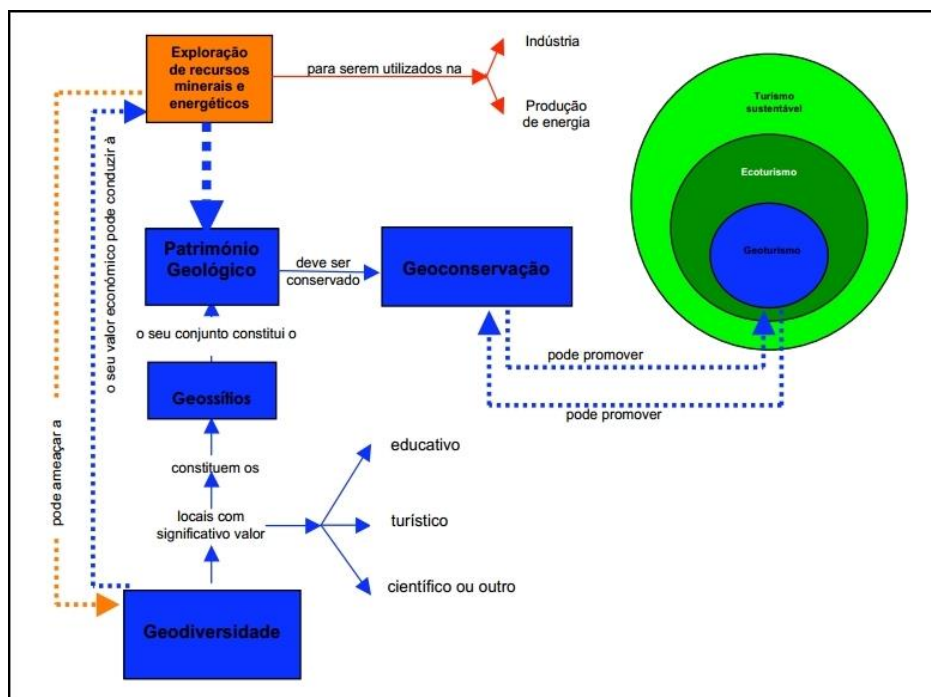 Exploração
de recursos
minerais e
energéticos
para serem utilizados na
Indústria
Produção
de energia
Turismo
sustentável
Ecoturismo
Geoturismo
o seu valor económico pode conduzir à
pode ameaçar a
Património
Geológico
deve ser
conservado
Geoconservação
o seu conjunto constitui o
pode promover
pode promover
Geossítios
constituem os
locais com
significativo valor
educativo
turístico
científico ou outro
Geodiversidade